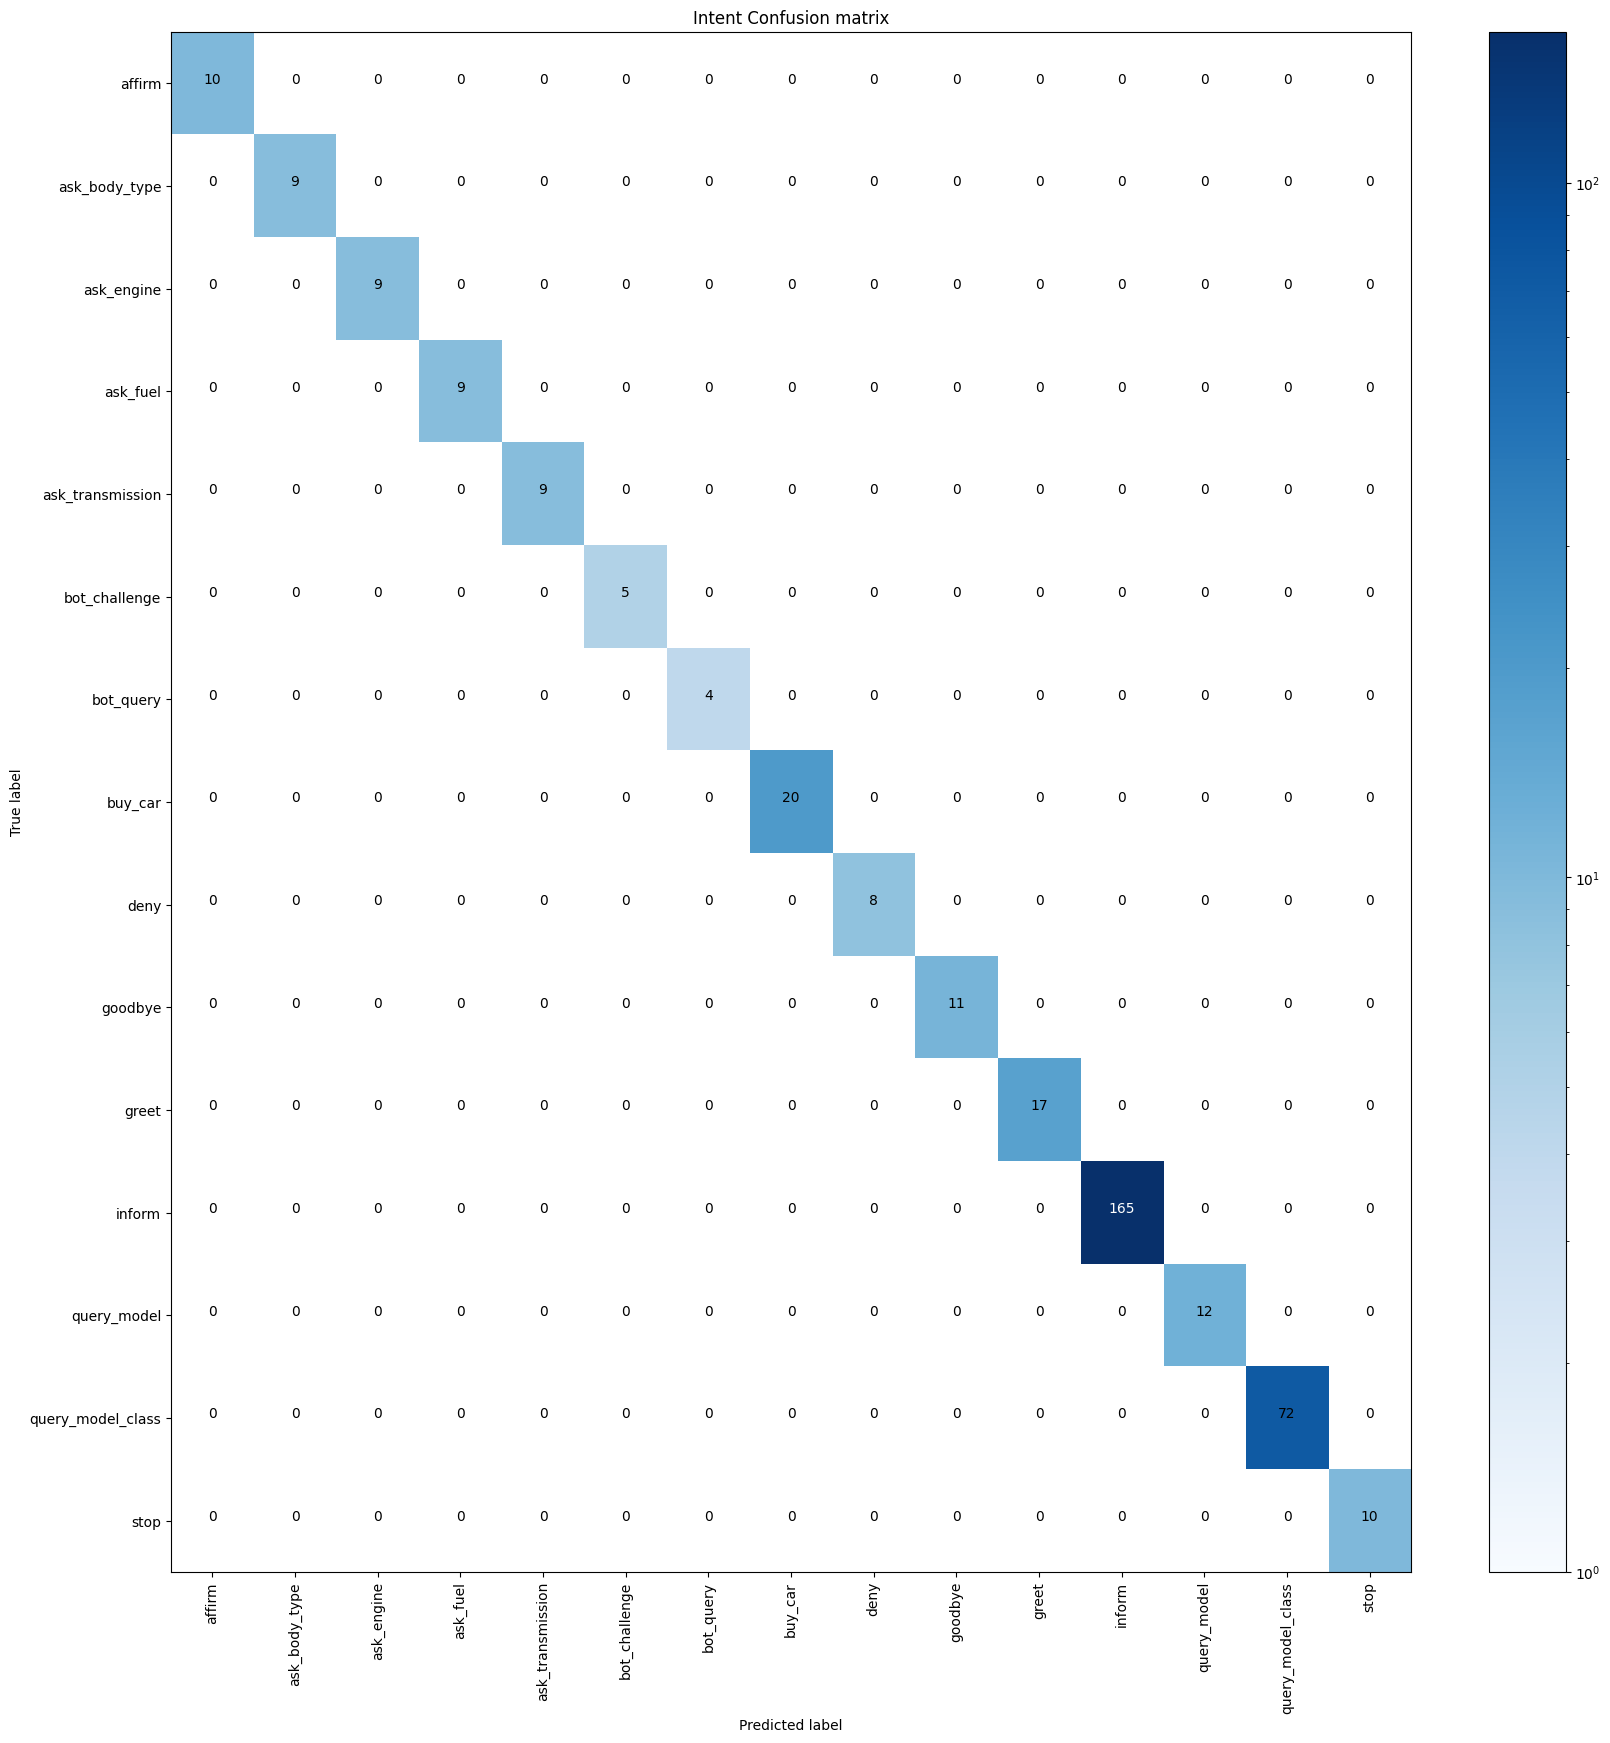 Intent Confusion matrix
affirm 10 0 0 0 0 0 0 0 0 0 0 0 0 0 0
ask_body_type 0 9 0 0 0 0 0 0 0 0 0 0 0 0 0
ask_engine 0 0 9 0 0 0 0 0 0 0 0 0 0 0 0
ask_fuel 0 0 0 9 0 0 0 0 0 0 0 0 0 0 0
ask_transmission 0 0 0 0 9 0 0 0 0 0 0 0 0 0 0
bot_challenge 0 0 0 0 0 5 0 0 0 0 0 0 0 0 0
bot_query 0 0 0 0 0 0 4 0 0 0 0 0 0 0 0
buy_car 0 0 0 0 0 0 0 20 0 0 0 0 0 0 0
deny 0 0 0 0 0 0 0 0 8 0 0 0 0 0 0
goodbye 0 0 0 0 0 0 0 0 0 11 0 0 0 0 0
greet 0 0 0 0 0 0 0 0 0 0 17 0 0 0 0
inform 0 0 0 0 0 0 0 0 0 0 0 165 0 0 0
query_model 0 0 0 0 0 0 0 0 0 0 0 0 12 0 0
query_model_class 0 0 0 0 0 0 0 0 0 0 0 0 0 72 0
stop 0 0 0 0 0 0 0 0 0 0 0 0 0 0 10
True label
affirm
ask_body_type
ask_engine
ask_fuel
ask_transmission
bot_challenge
bot_query
buy_car
deny
goodbye
greet
inform
query_model
query_model_class
stop
Predicted label
10²
10¹
10⁰